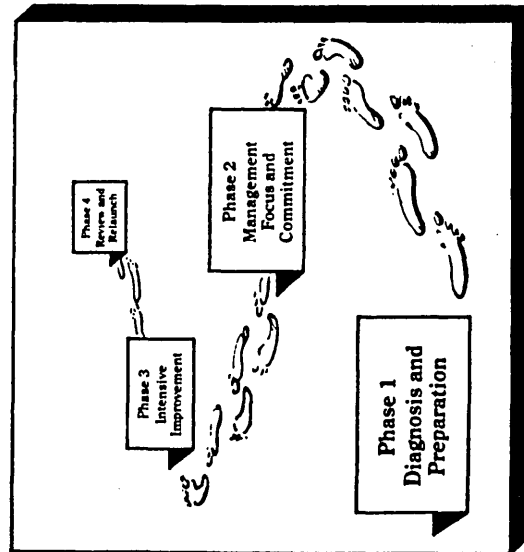 Phase 1
Diagnosis and
Preparation
Phase 2
Management
Focus and
Commitment
Phase 3
Intensive
Improvement
Phase 4
Review and
Relaunch